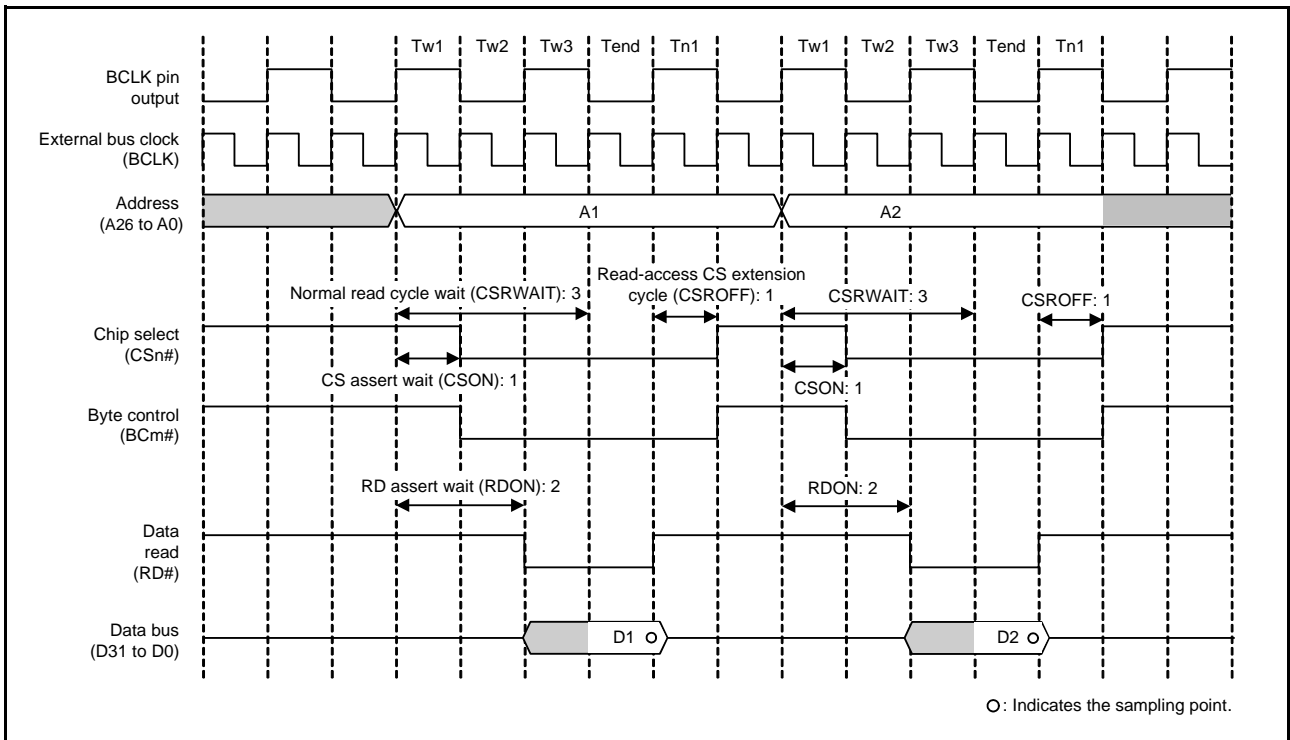 Tw1 Tw2 Tw3 Tend Tn1 Tw1 Tw2 Tw3 Tend Tn1
BCLK pin
output
External bus clock
(BCLK)
Address
(A26 to A0)
A1
A2
Read-access CS extension
cycle (CSROFF): 1
Normal read cycle wait (CSRWAIT): 3
CSRWAIT: 3
CSROFF: 1
Chip select
(CSn#)
CS assert wait (CSON): 1
CSON: 1
Byte control
(BCm#)
RD assert wait (RDON): 2
RDON: 2
Data
read
(RD#)
Data bus
(D31 to D0)
D1
D2
: Indicates the sampling point.